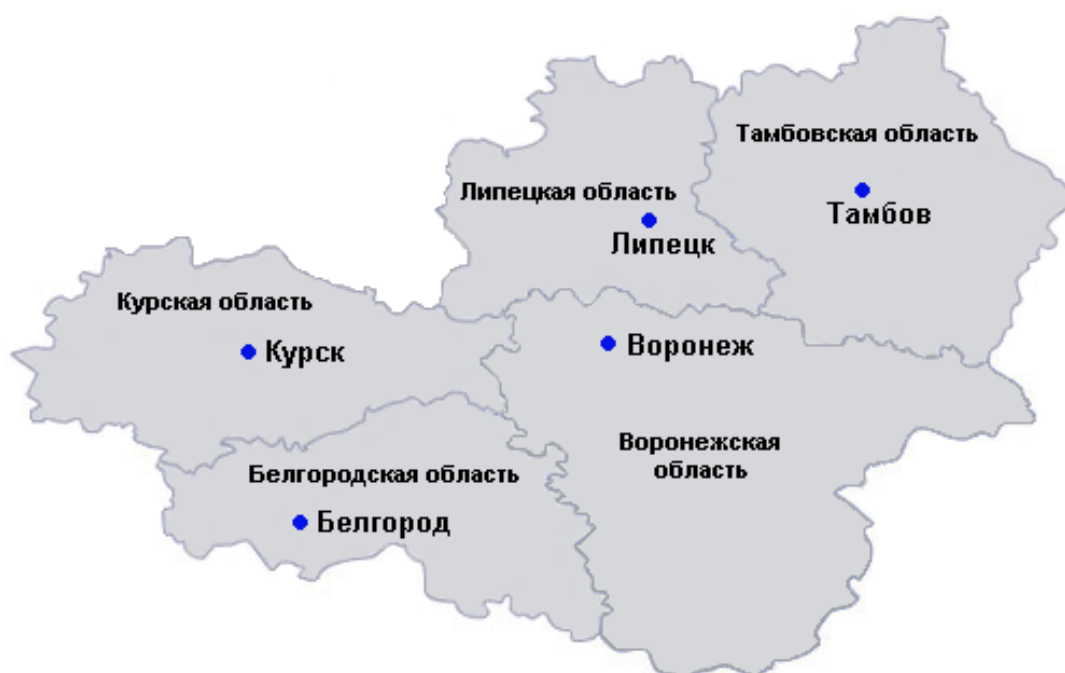 Тамбовская область
Тамбов
Липецкая область
Липецк
Курская область
Курск
Воронеж
Воронежская
область
Белгородская область
Белгород